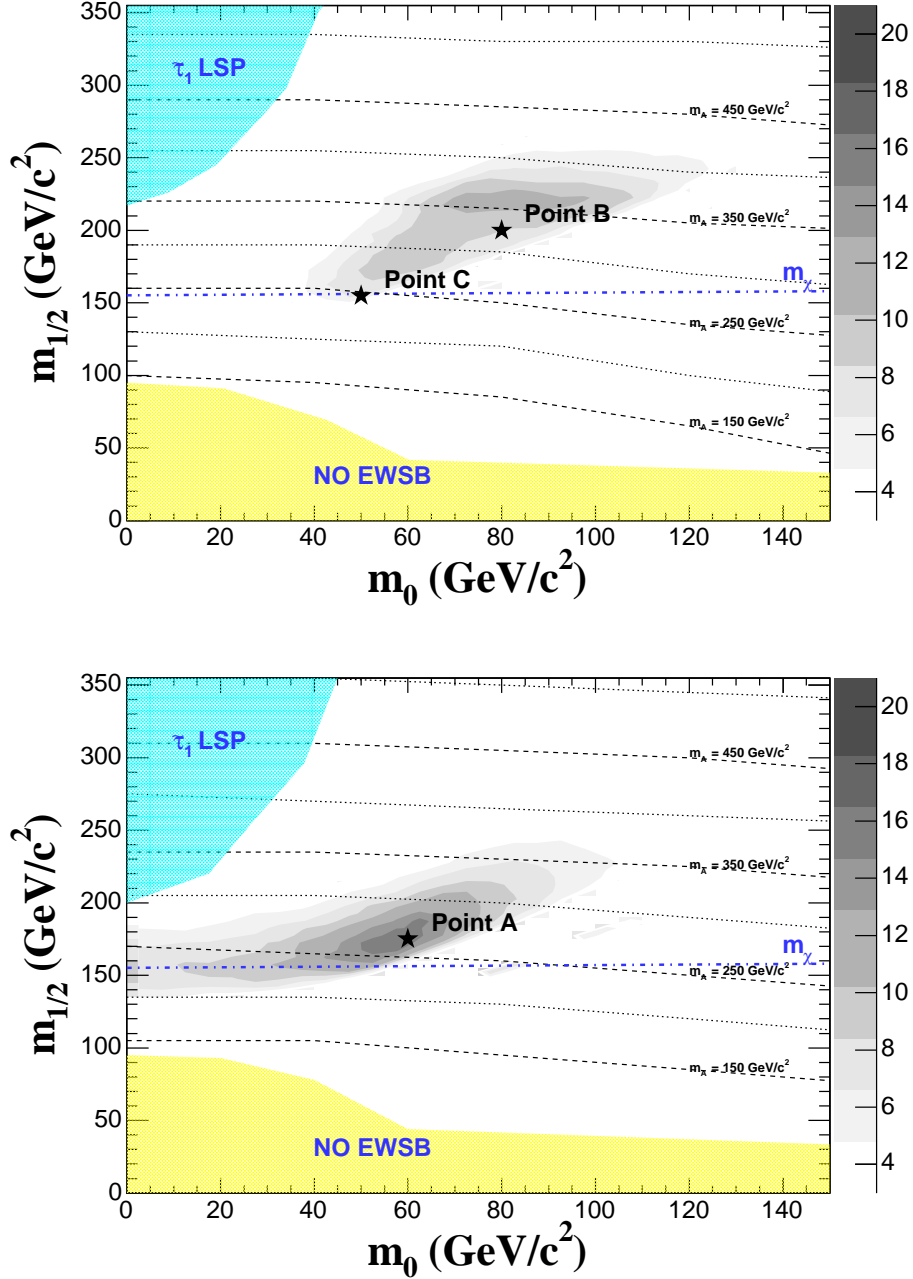 m1/2 (GeV/c2)
350
300
250
200
150
100
50
0
τ̃1 LSP
mA = 450 GeV/c2
Point B
mA = 350 GeV/c2
Point C
mχ
mA = 250 GeV/c2
mA = 150 GeV/c2
NO EWSB
0 20 40 60 80 100 120 140
m0 (GeV/c2)
20
18
16
14
12
10
8
6
4
m1/2 (GeV/c2)
350
300
250
200
150
100
50
0
τ̃1 LSP
mA = 450 GeV/c2
mA = 350 GeV/c2
Point A
mχ
mA = 250 GeV/c2
mA = 150 GeV/c2
NO EWSB
0 20 40 60 80 100 120 140
m0 (GeV/c2)
20
18
16
14
12
10
8
6
4